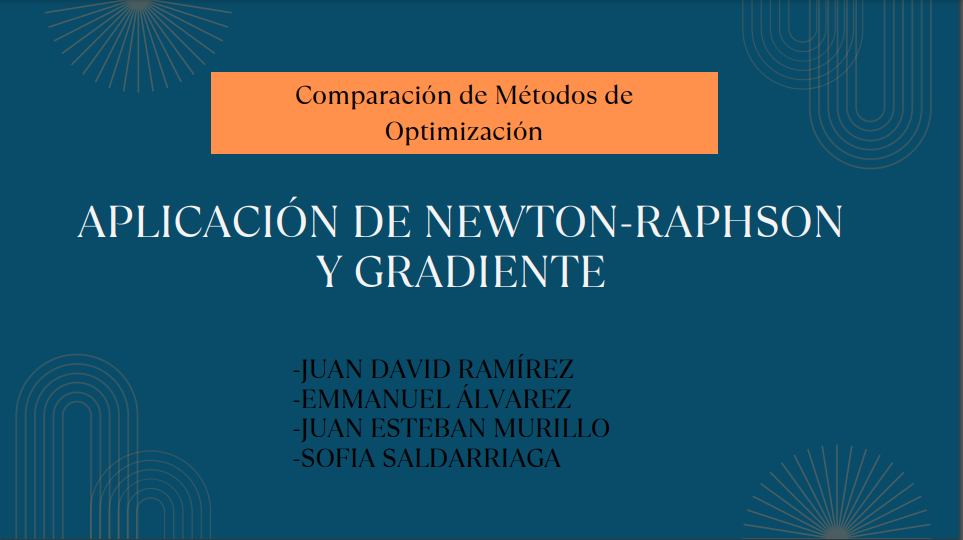 Comparación de Métodos de
Optimización
APLICACIÓN DE NEWTON-RAPHSON
Y GRADIENTE
-JUAN DAVID RAMÍREZ
-EMMANUEL ÁLVAREZ
-JUAN ESTEBAN MURILLO
-SOFIA SALDARRIAGA